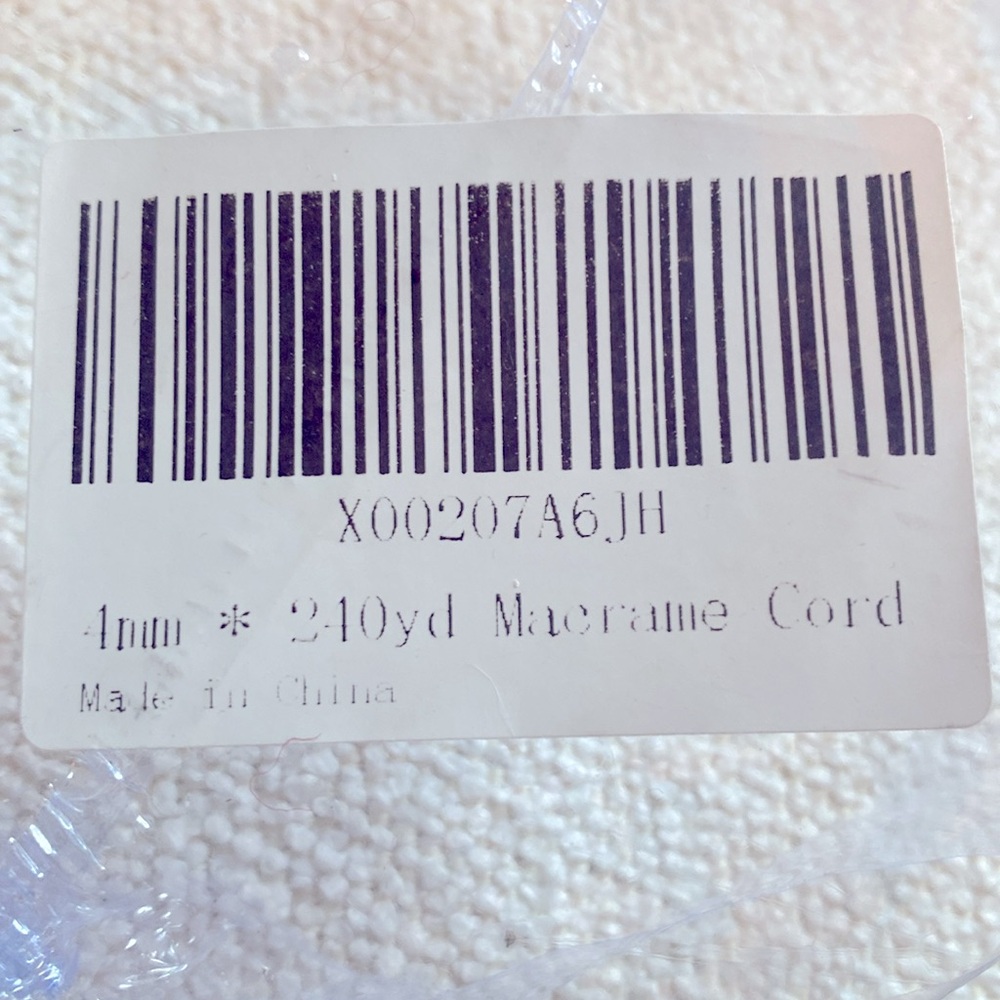 X00207A6JH
4mm * 240yd Macrame Cord
Made in China